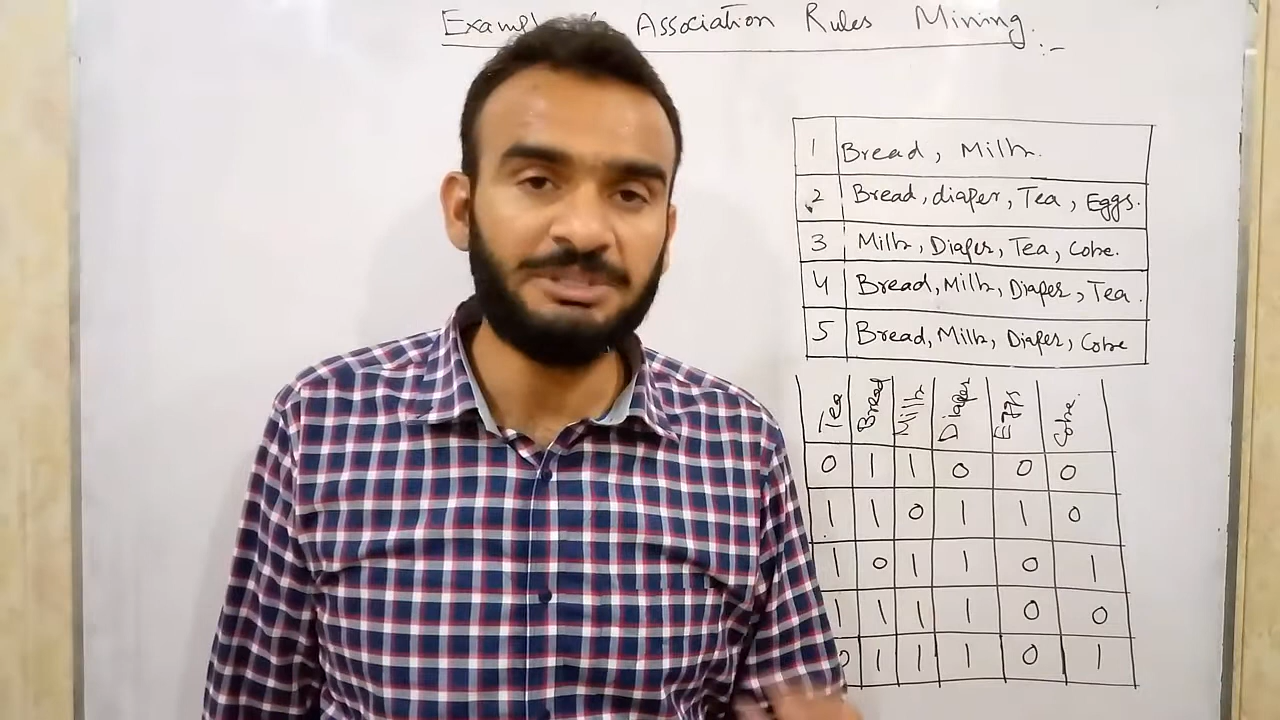 Example Association Rules Mining :-
1 Bread, Milk.
2 Bread, diaper, Tea, Eggs.
3 Milk, Diaper, Tea, Coke.
4 Bread, Milk, Diaper, Tea.
5 Bread, Milk, Diaper, Coke
Tea Bread Milk Diaper Eggs Coke.
0 1 1 0 0 0
1 1 0 1 1 0
1 0 1 1 0 1
1 1 1 1 0 0
0 1 1 1 0 1